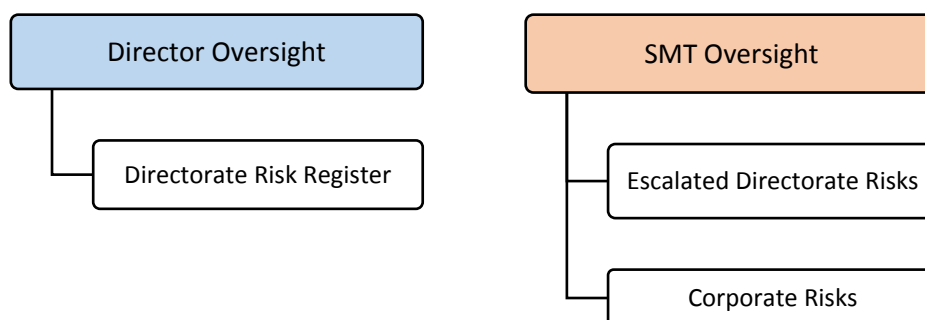 Director Oversight
Directorate Risk Register
SMT Oversight
Escalated Directorate Risks
Corporate Risks